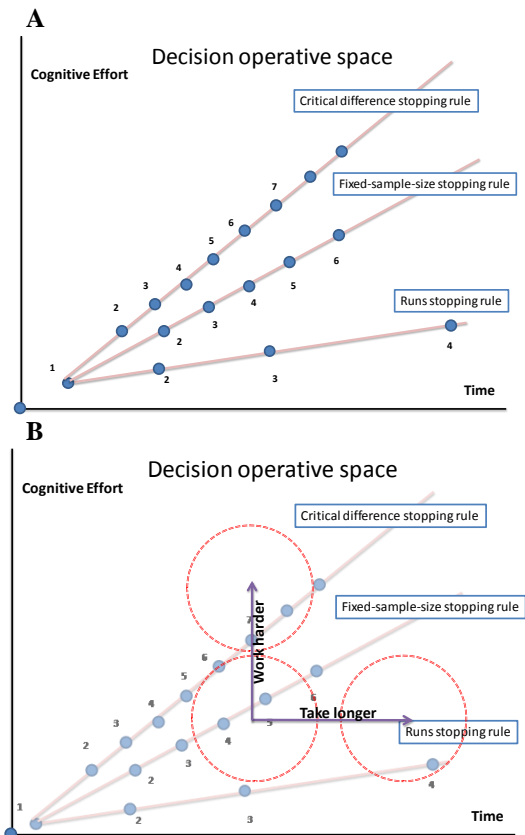 A
Decision operative space
Cognitive Effort
Critical difference stopping rule
7
Fixed-sample-size stopping rule
6
5
6
4
5
3
4
2
3
Runs stopping rule
2
1
4
2
3
Time
B
Decision operative space
Cognitive Effort
Critical difference stopping rule
Fixed-sample-size stopping rule
7
Work harder
6
5
6
4
Take longer
5
3
4
Runs stopping rule
2
3
2
1
4
2
3